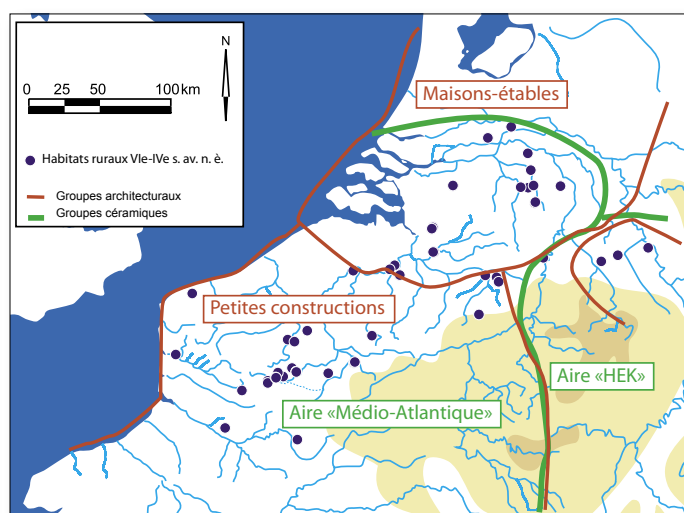 N
0 25 50 100 km
Habitats ruraux VIe-IVe s. av. n. è.
Groupes architecturaux
Groupes céramiques
Maisons-étables
Petites constructions
Aire «HEK»
Aire «Médio-Atlantique»